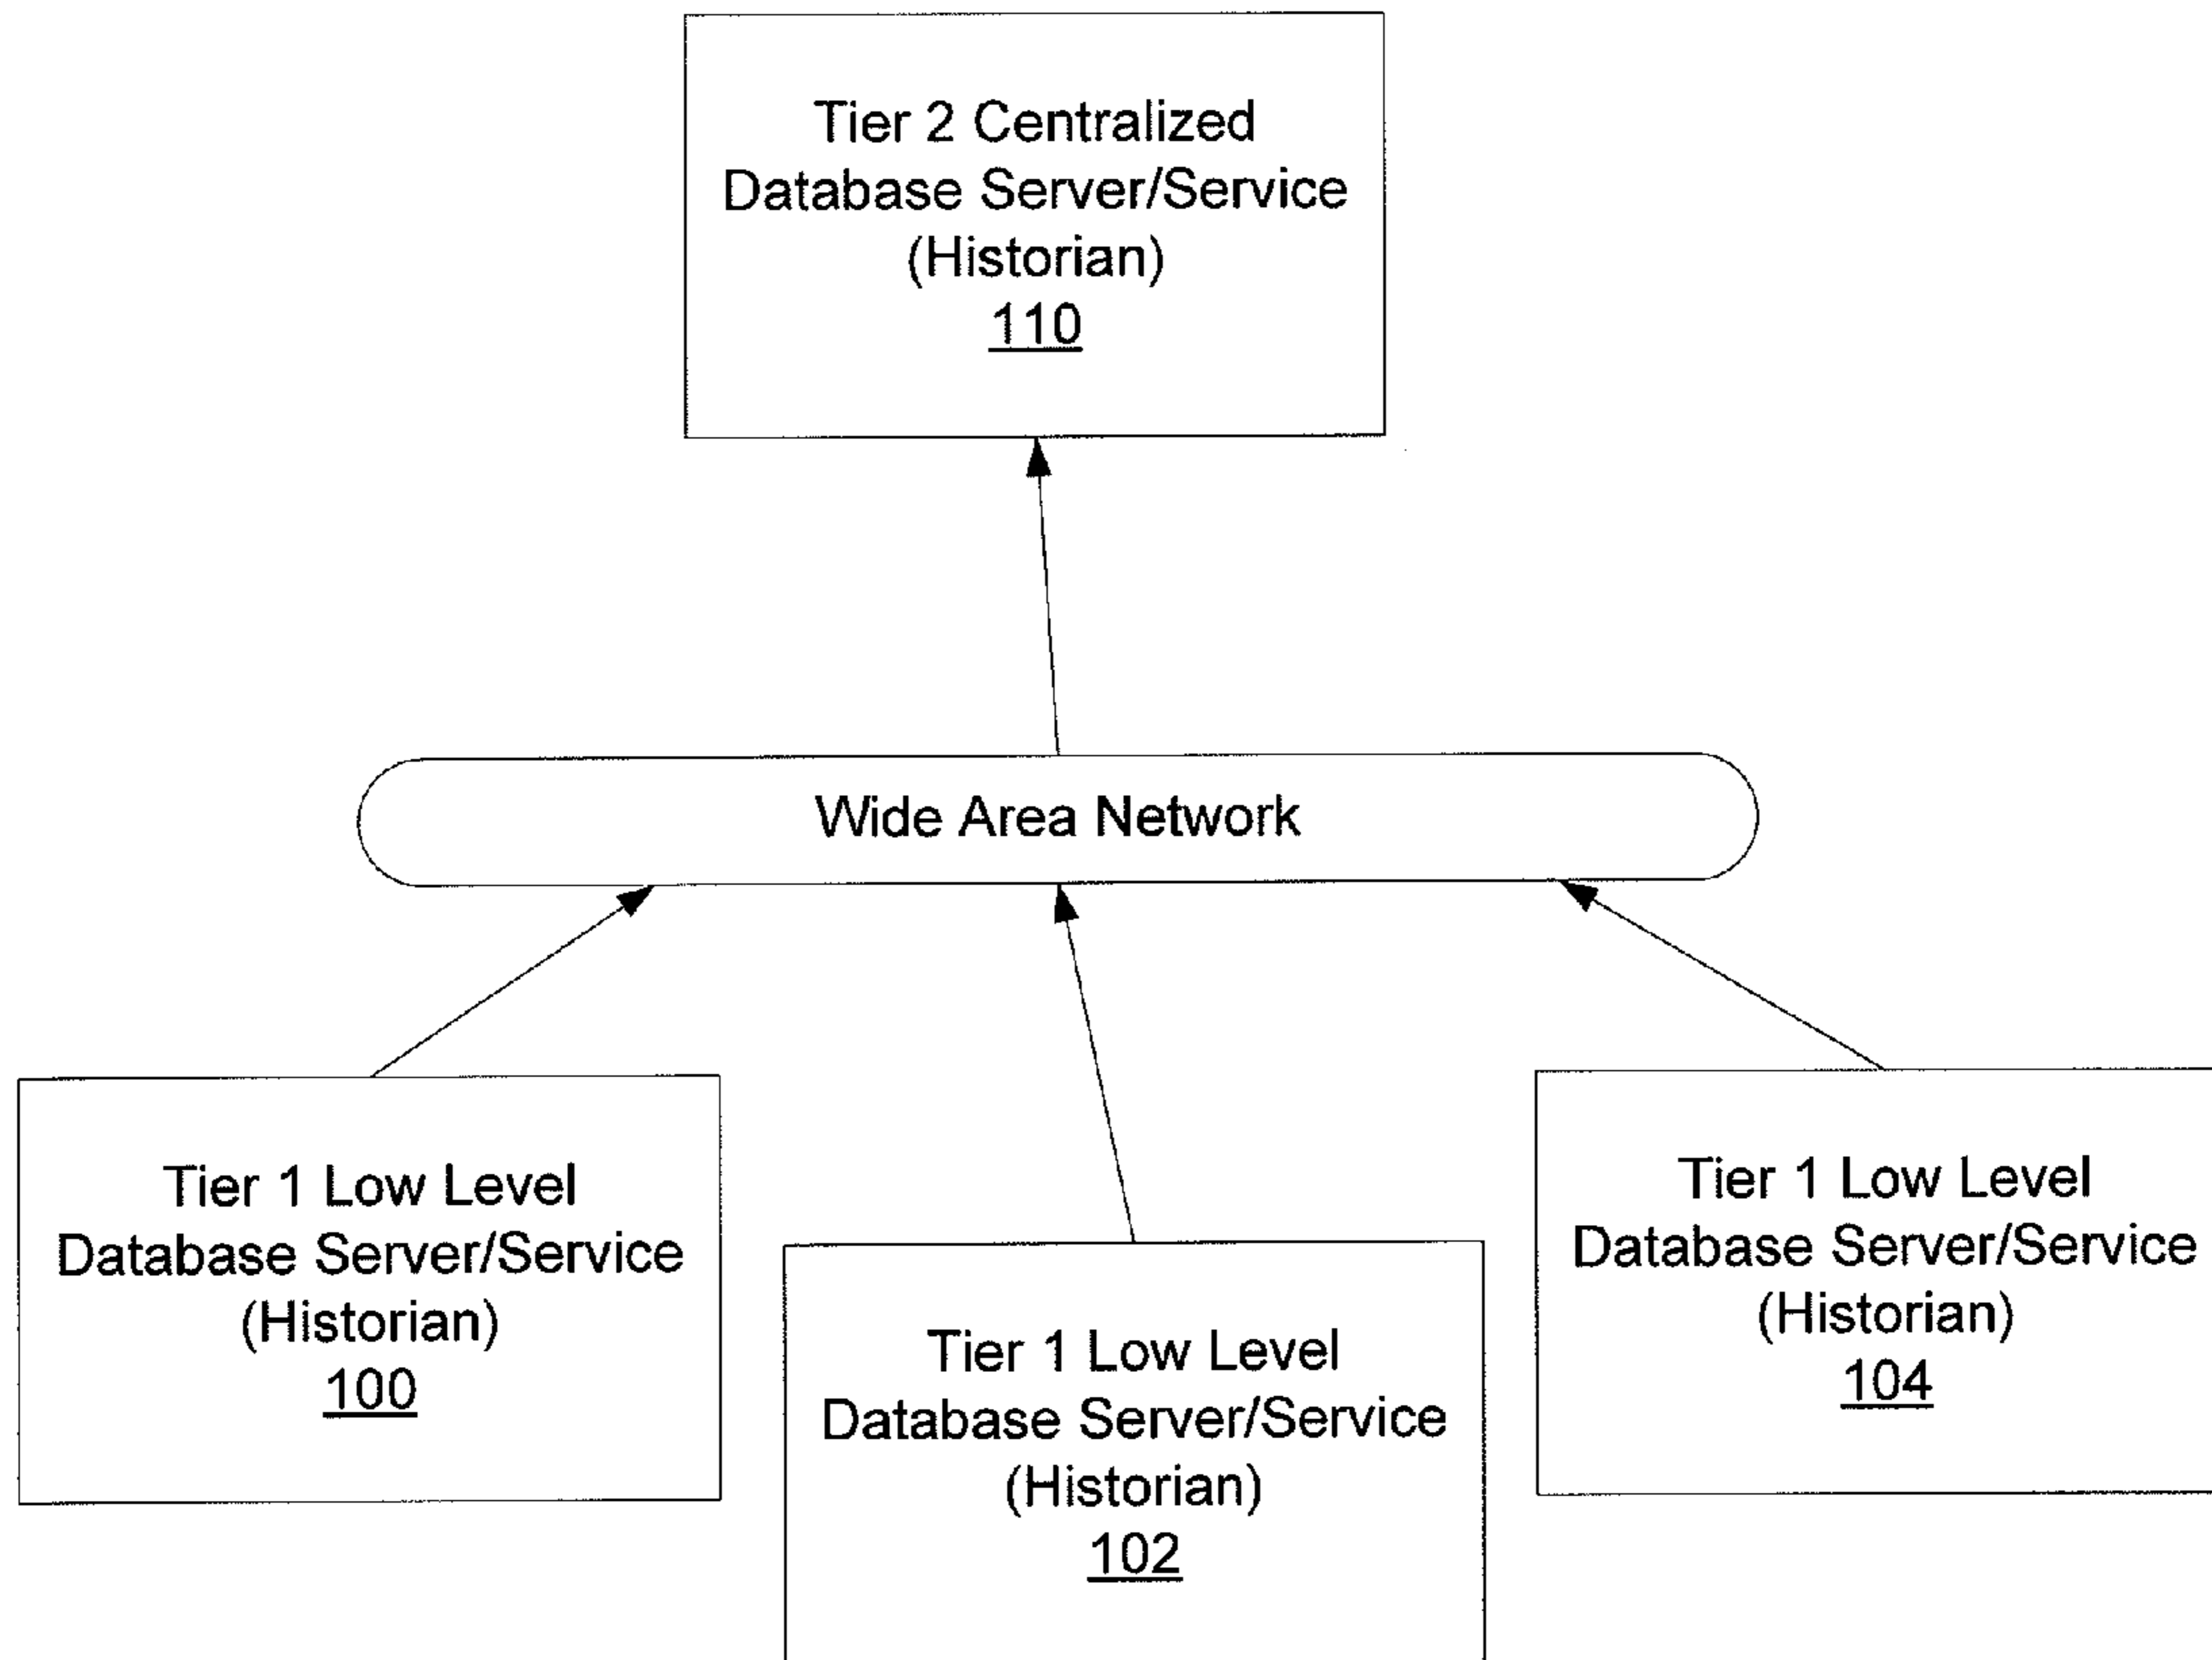 Tier 2 Centralized
Database Server/Service
(Historian)
110
Wide Area Network
Tier 1 Low Level
Database Server/Service
(Historian)
100
Tier 1 Low Level
Database Server/Service
(Historian)
102
Tier 1 Low Level
Database Server/Service
(Historian)
104